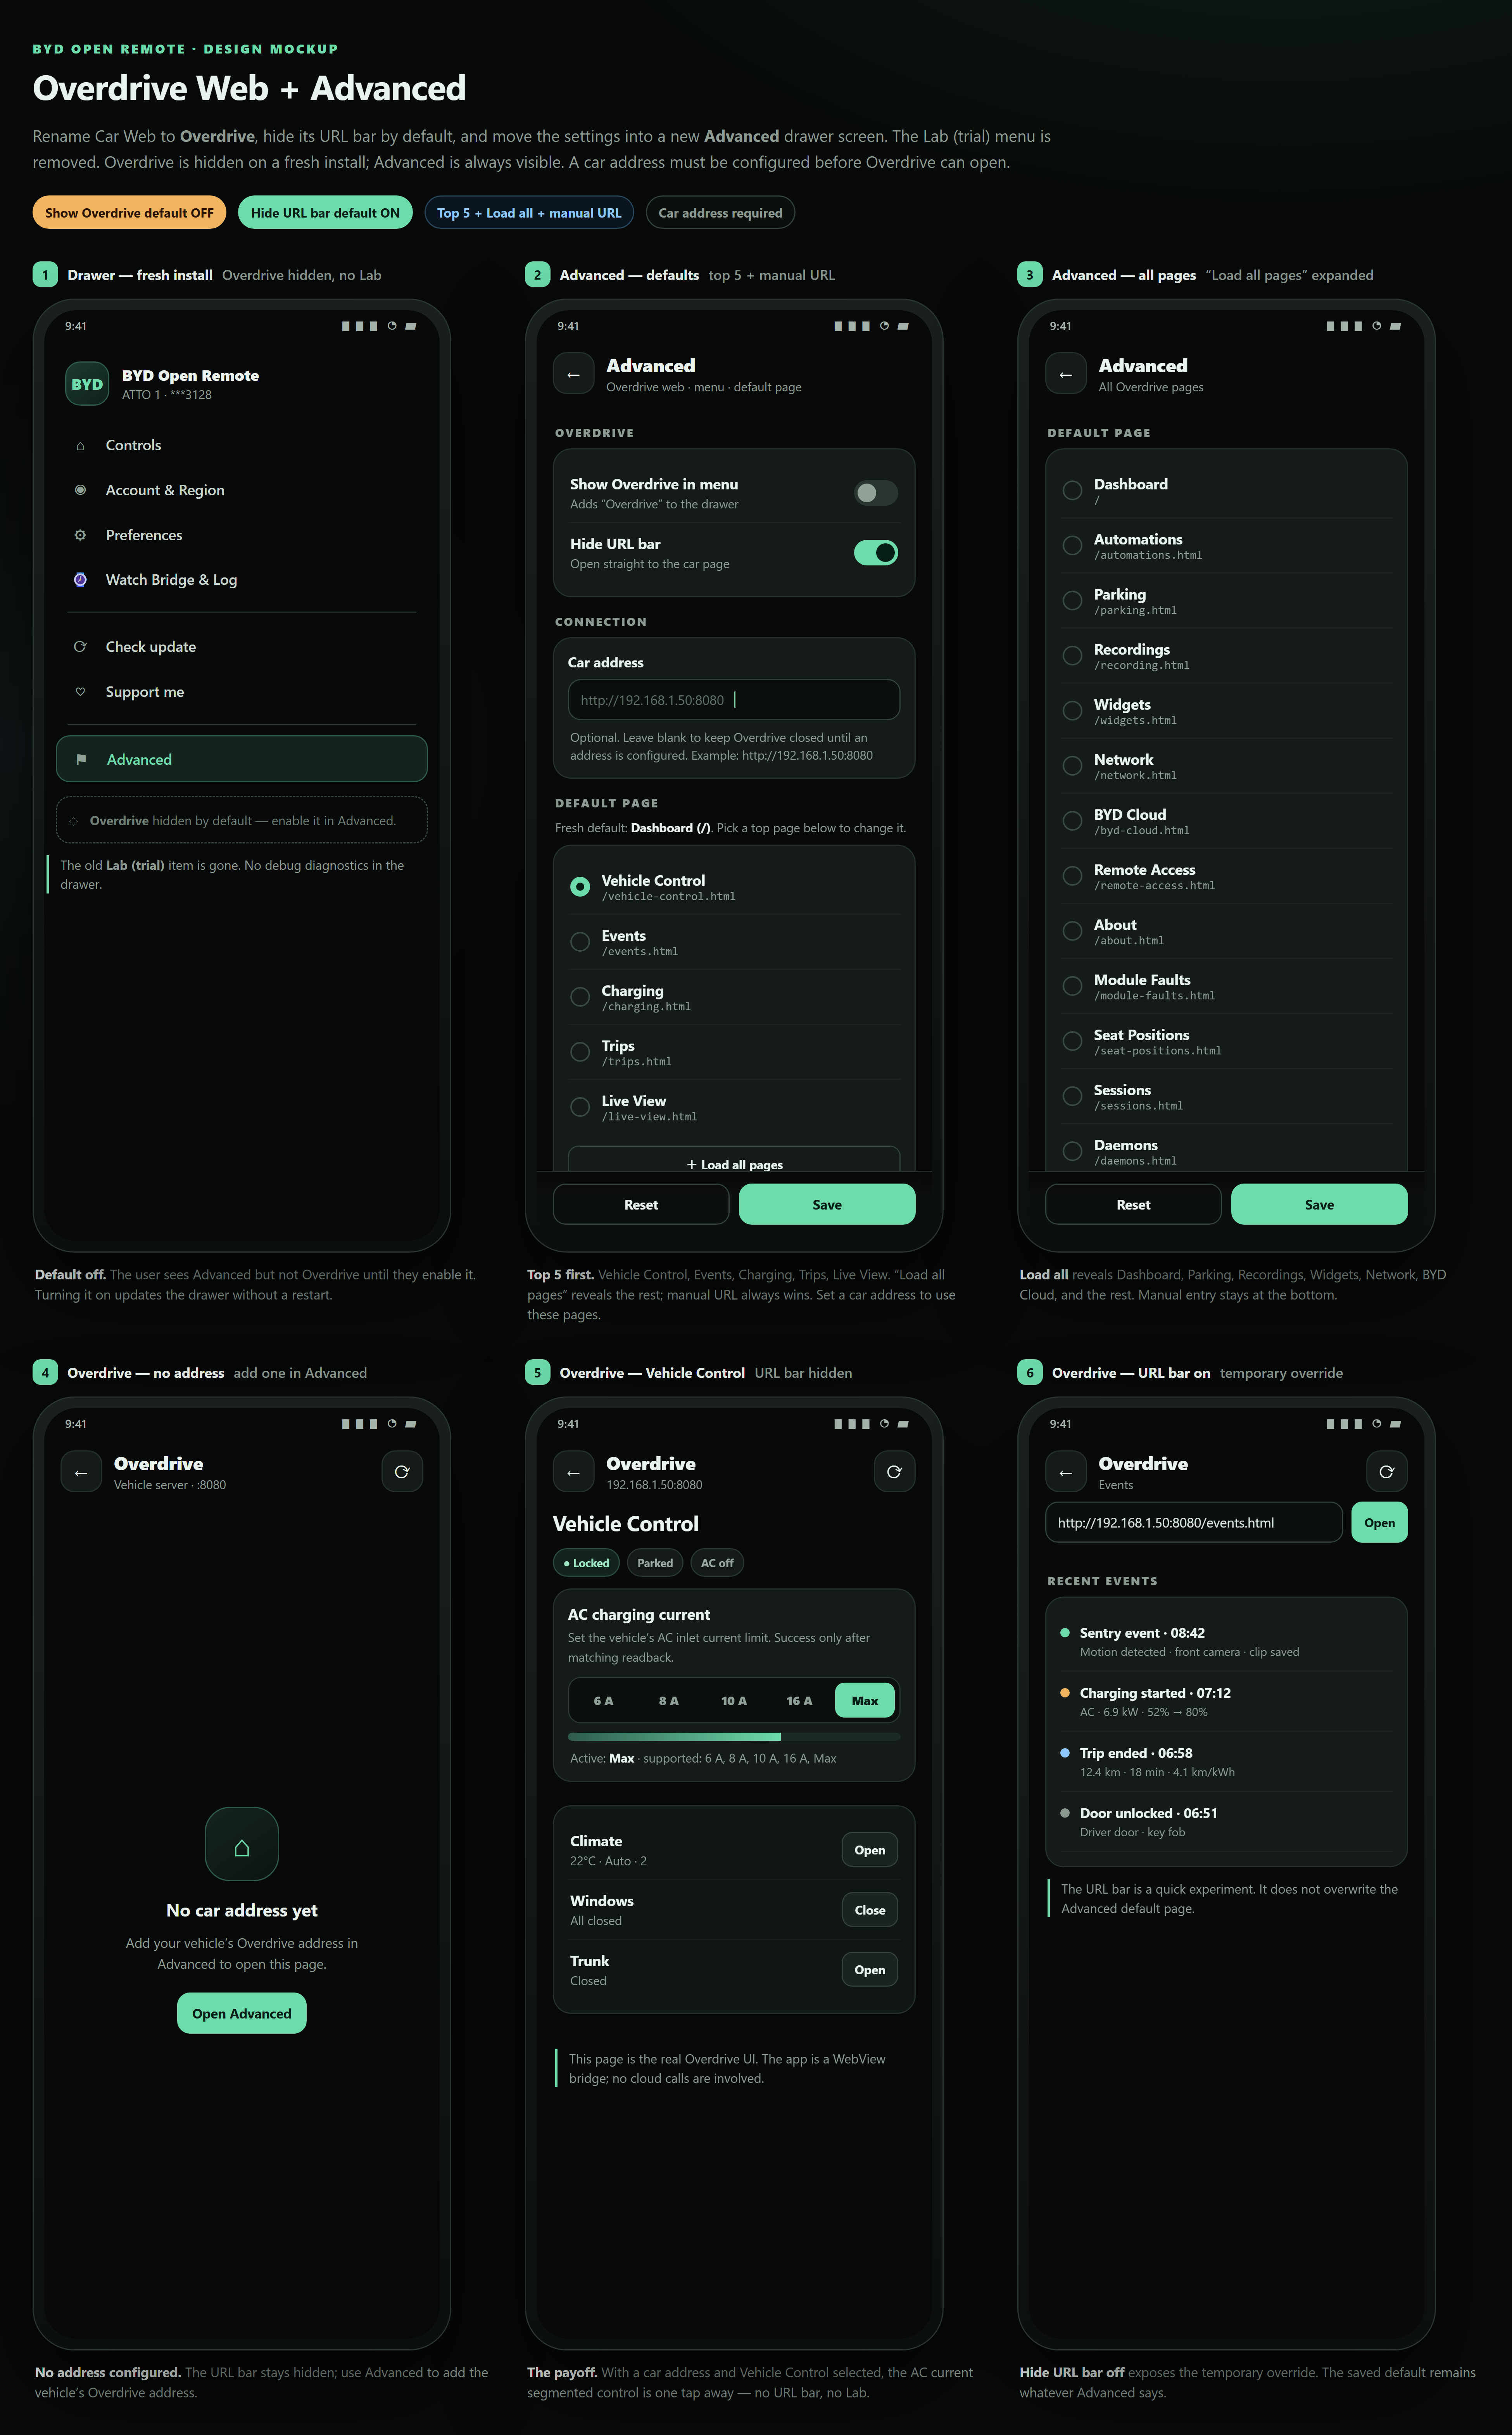 BYD OPEN REMOTE · DESIGN MOCKUP
Overdrive Web + Advanced
Rename Car Web to Overdrive, hide its URL bar by default, and move the settings into a new Advanced drawer screen. The Lab (trial) menu is
removed. Overdrive is hidden on a fresh install; Advanced is always visible. A car address must be configured before Overdrive can open.
Show Overdrive default OFF
Hide URL bar default ON
Top 5 + Load all + manual URL
Car address required
1 Drawer — fresh install Overdrive hidden, no Lab
9:41
BYD
BYD Open Remote
ATTO 1 · ***3128
Controls
Account & Region
Preferences
Watch Bridge & Log
Check update
Support me
Advanced
Overdrive hidden by default — enable it in Advanced.
The old Lab (trial) item is gone. No debug diagnostics in the
drawer.
Default off. The user sees Advanced but not Overdrive until they enable it.
Turning it on updates the drawer without a restart.
2 Advanced — defaults top 5 + manual URL
9:41
←
Advanced
Overdrive web · menu · default page
OVERDRIVE
Show Overdrive in menu
Adds “Overdrive” to the drawer
Hide URL bar
Open straight to the car page
CONNECTION
Car address
http://192.168.1.50:8080
Optional. Leave blank to keep Overdrive closed until an
address is configured. Example: http://192.168.1.50:8080
DEFAULT PAGE
Fresh default: Dashboard (/). Pick a top page below to change it.
Vehicle Control
/vehicle-control.html
Events
/events.html
Charging
/charging.html
Trips
/trips.html
Live View
/live-view.html
+ Load all pages
Reset
Save
Top 5 first. Vehicle Control, Events, Charging, Trips, Live View. “Load all
pages” reveals the rest; manual URL always wins. Set a car address to use
these pages.
3 Advanced — all pages “Load all pages” expanded
9:41
←
Advanced
All Overdrive pages
DEFAULT PAGE
Dashboard
/
Automations
/automations.html
Parking
/parking.html
Recordings
/recording.html
Widgets
/widgets.html
Network
/network.html
BYD Cloud
/byd-cloud.html
Remote Access
/remote-access.html
About
/about.html
Module Faults
/module-faults.html
Seat Positions
/seat-positions.html
Sessions
/sessions.html
Daemons
/daemons.html
Reset
Save
Load all reveals Dashboard, Parking, Recordings, Widgets, Network, BYD
Cloud, and the rest. Manual entry stays at the bottom.
4 Overdrive — no address add one in Advanced
9:41
←
Overdrive
Vehicle server · :8080
No car address yet
Add your vehicle’s Overdrive address in
Advanced to open this page.
Open Advanced
No address configured. The URL bar stays hidden; use Advanced to add the
vehicle’s Overdrive address.
5 Overdrive — Vehicle Control URL bar hidden
9:41
←
Overdrive
192.168.1.50:8080
Vehicle Control
● Locked
Parked
AC off
AC charging current
Set the vehicle’s AC inlet current limit. Success only after
matching readback.
6 A 8 A 10 A 16 A Max
Active: Max · supported: 6 A, 8 A, 10 A, 16 A, Max
Climate
22°C · Auto · 2
Open
Windows
All closed
Close
Trunk
Closed
Open
This page is the real Overdrive UI. The app is a WebView
bridge; no cloud calls are involved.
The payoff. With a car address and Vehicle Control selected, the AC current
segmented control is one tap away — no URL bar, no Lab.
6 Overdrive — URL bar on temporary override
9:41
←
Overdrive
Events
http://192.168.1.50:8080/events.html
Open
RECENT EVENTS
Sentry event · 08:42
Motion detected · front camera · clip saved
Charging started · 07:12
AC · 6.9 kW · 52% → 80%
Trip ended · 06:58
12.4 km · 18 min · 4.1 km/kWh
Door unlocked · 06:51
Driver door · key fob
The URL bar is a quick experiment. It does not overwrite the
Advanced default page.
Hide URL bar off exposes the temporary override. The saved default remains
whatever Advanced says.